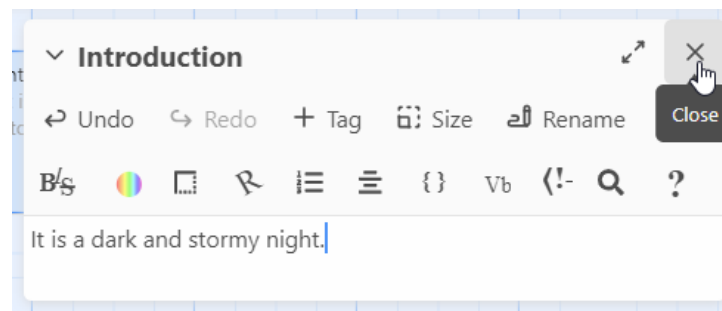 Introduction
Undo Redo + Tag Size Rename Close
B/S R {} Vb <!- ?
It is a dark and stormy night.